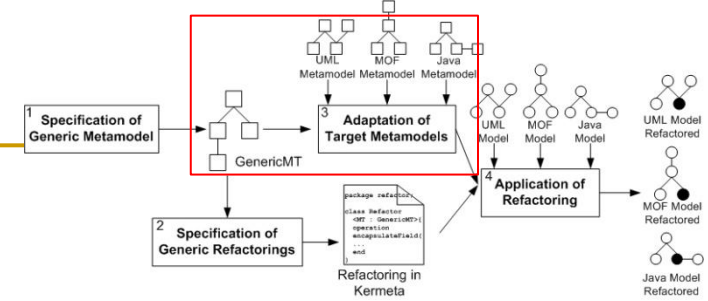 UML
Metamodel
MOF
Metamodel
Java
Metamodel
1
Specification of
Generic Metamodel
GenericMT
3
Adaptation of
Target Metamodels
UML
Model
MOF
Model
Java
Model
UML Model
Refactored
4
Application of
Refactoring
MOF Model
Refactored
2
Specification of
Generic Refactorings
package refactor;
class Refactor
<MT : GenericMT>{
operation
encapsulateField(
...
end
}
Refactoring in
Kermeta
Java Model
Refactored